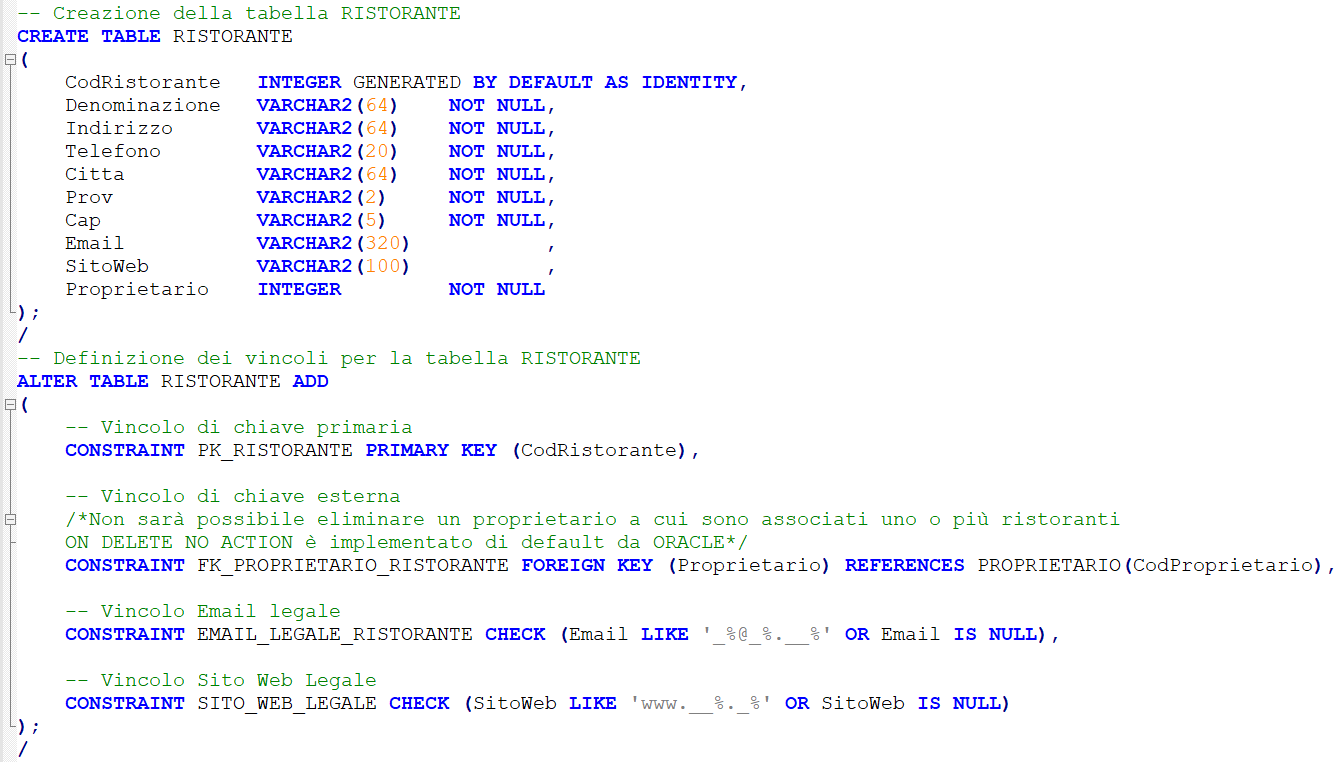 -- Creazione della tabella RISTORANTE
CREATE TABLE RISTORANTE
(
    CodRistorante   INTEGER GENERATED BY DEFAULT AS IDENTITY,
    Denominazione   VARCHAR2(64)    NOT NULL,
    Indirizzo       VARCHAR2(64)    NOT NULL,
    Telefono        VARCHAR2(20)    NOT NULL,
    Citta           VARCHAR2(64)    NOT NULL,
    Prov            VARCHAR2(2)     NOT NULL,
    Cap             VARCHAR2(5)     NOT NULL,
    Email           VARCHAR2(320)           ,
    SitoWeb         VARCHAR2(100)           ,
    Proprietario    INTEGER         NOT NULL
);
/
-- Definizione dei vincoli per la tabella RISTORANTE
ALTER TABLE RISTORANTE ADD
(
    -- Vincolo di chiave primaria
    CONSTRAINT PK_RISTORANTE PRIMARY KEY (CodRistorante),

    -- Vincolo di chiave esterna
    /*Non sarà possibile eliminare un proprietario a cui sono associati uno o più ristoranti
    ON DELETE NO ACTION è implementato di default da ORACLE*/
    CONSTRAINT FK_PROPRIETARIO_RISTORANTE FOREIGN KEY (Proprietario) REFERENCES PROPRIETARIO(CodProprietario),

    -- Vincolo Email legale
    CONSTRAINT EMAIL_LEGALE_RISTORANTE CHECK (Email LIKE '_%@_%.__%' OR Email IS NULL),

    -- Vincolo Sito Web Legale
    CONSTRAINT SITO_WEB_LEGALE CHECK (SitoWeb LIKE 'www.__%._%' OR SitoWeb IS NULL)
);
/